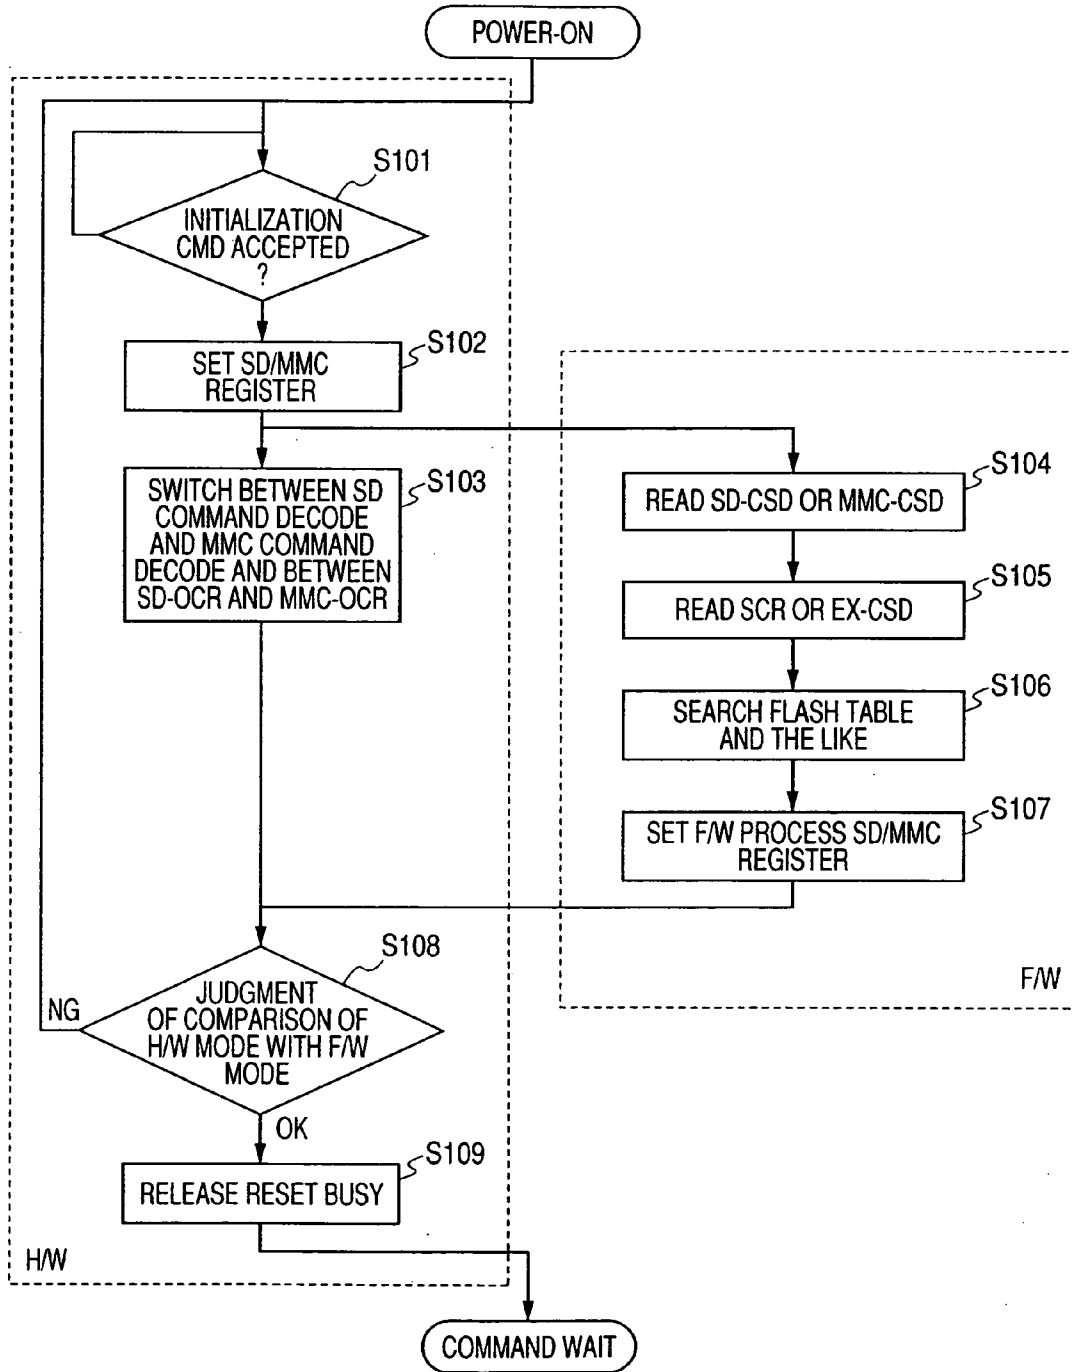 POWER-ON
S101
INITIALIZATION
CMD ACCEPTED
?
S102
SET SD/MMC
REGISTER
S103
SWITCH BETWEEN SD
COMMAND DECODE
AND MMC COMMAND
DECODE AND BETWEEN
SD-OCR AND MMC-OCR
S104
READ SD-CSD OR MMC-CSD
S105
READ SCR OR EX-CSD
S106
SEARCH FLASH TABLE
AND THE LIKE
S107
SET F/W PROCESS SD/MMC
REGISTER
F/W
S108
JUDGMENT
OF COMPARISON OF
H/W MODE WITH F/W
MODE
NG
OK
S109
RELEASE RESET BUSY
H/W
COMMAND WAIT